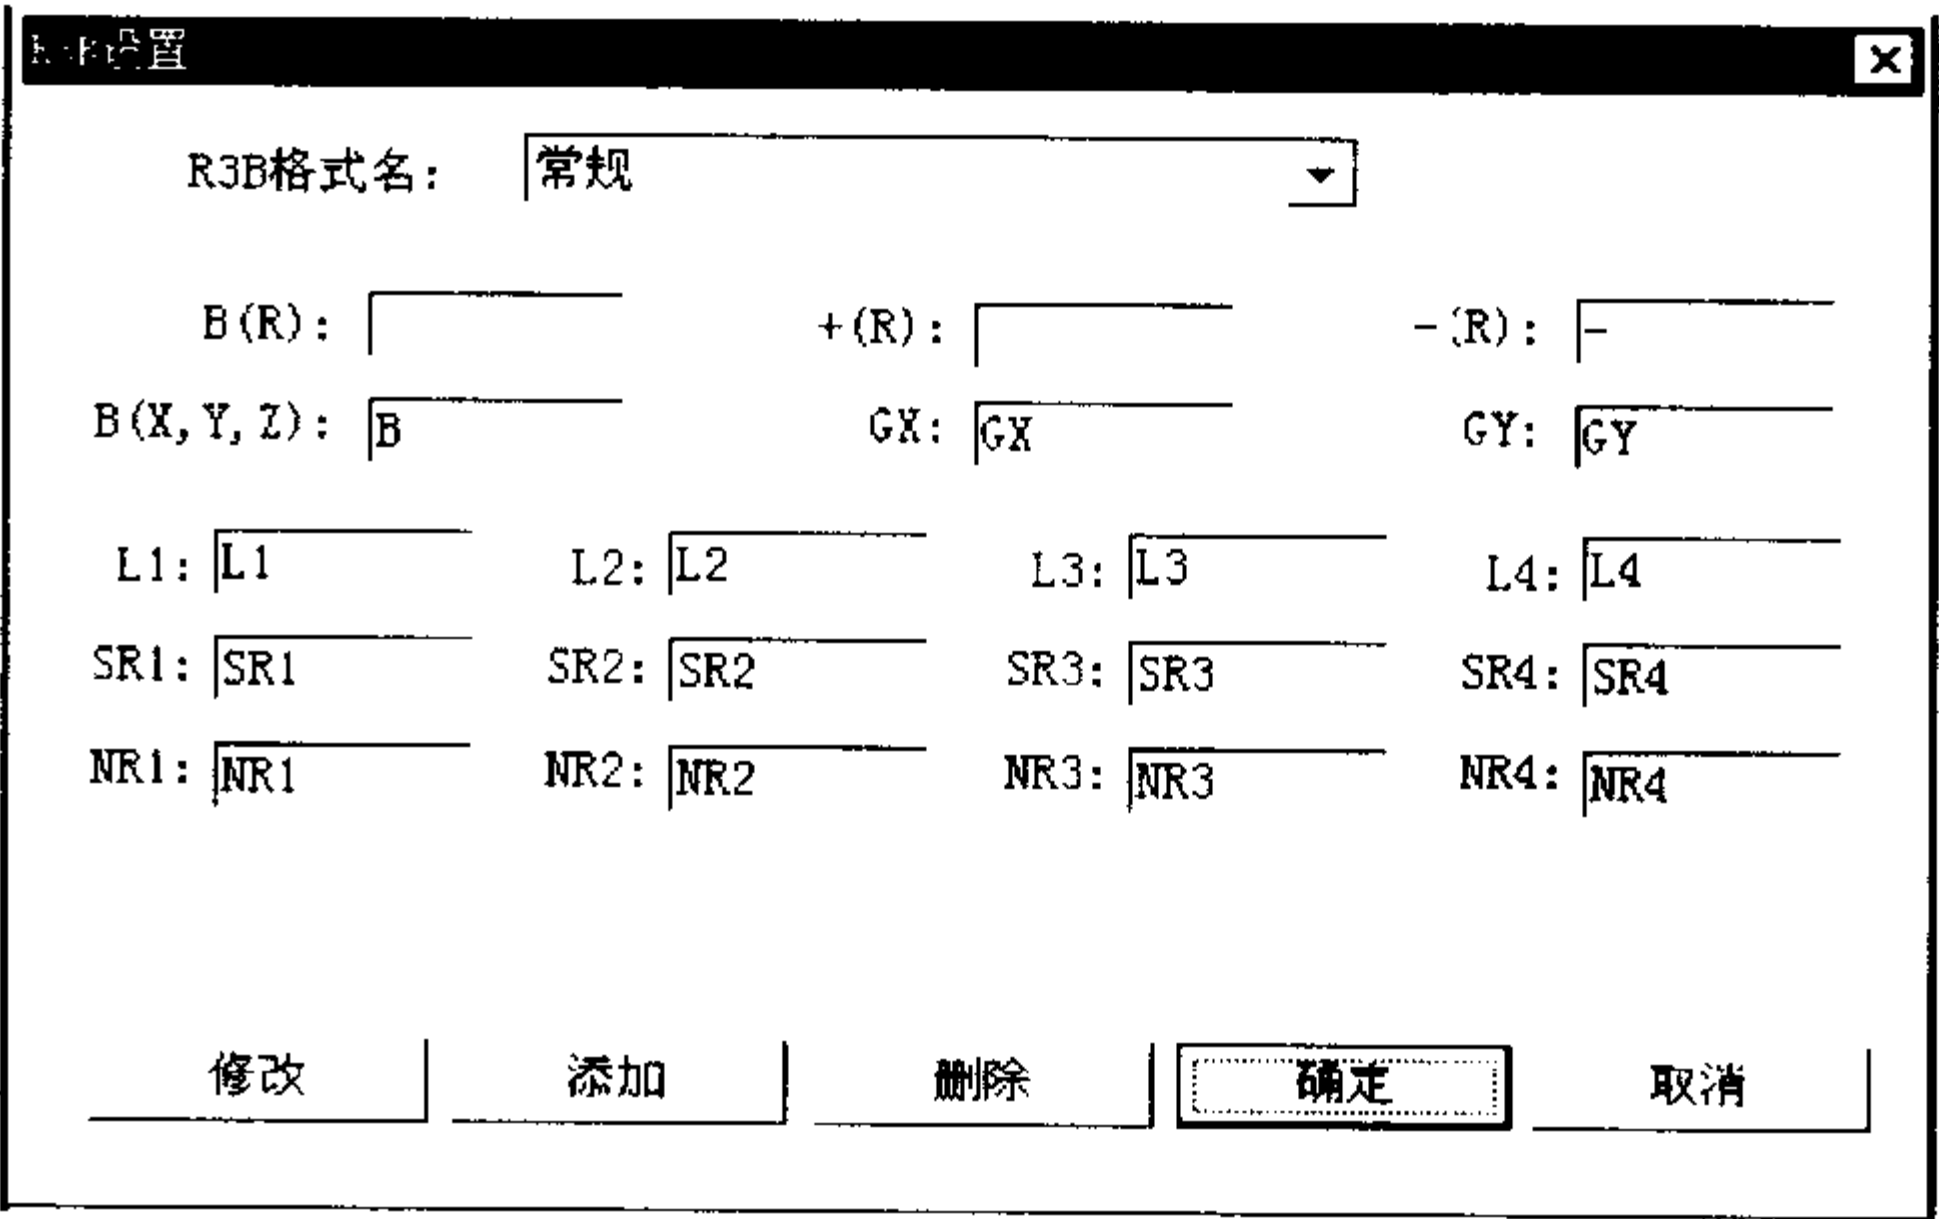 设置
R3B格式名: 常规
B(R): +(R): -(R): -
B(X,Y,Z): B GX: GX GY: GY
L1: L1 L2: L2 L3: L3 L4: L4
SR1: SR1 SR2: SR2 SR3: SR3 SR4: SR4
NR1: NR1 NR2: NR2 NR3: NR3 NR4: NR4
修改 添加 删除 确定 取消